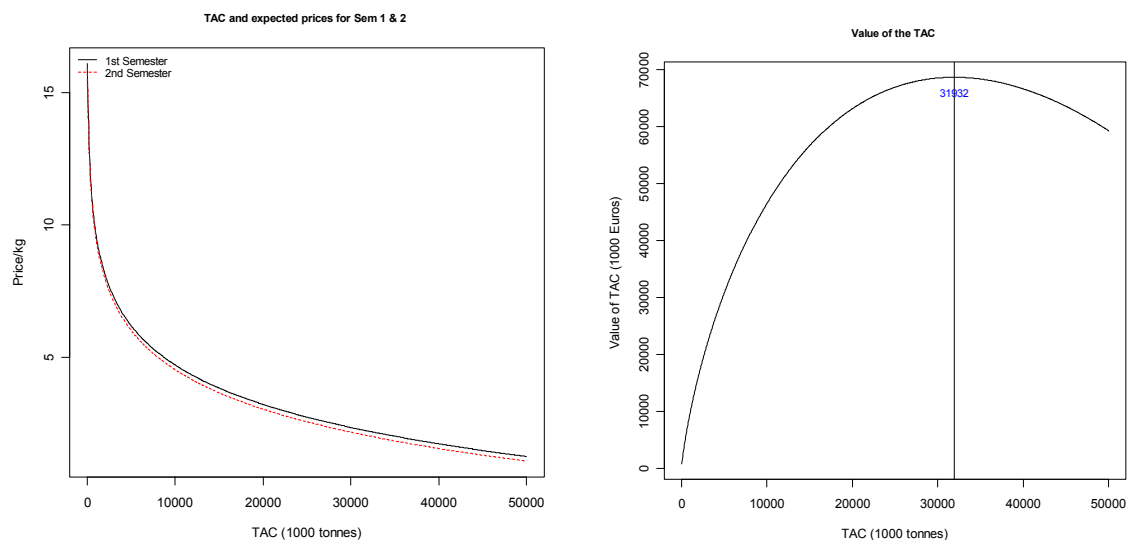 TAC and expected prices for Sem 1 & 2
1st Semester
2nd Semester
Price/kg
15
10
5
0 10000 20000 30000 40000 50000
TAC (1000 tonnes)
Value of the TAC
31932
Value of TAC (1000 Euros)
70000
60000
50000
40000
30000
20000
10000
0
0 10000 20000 30000 40000 50000
TAC (1000 tonnes)